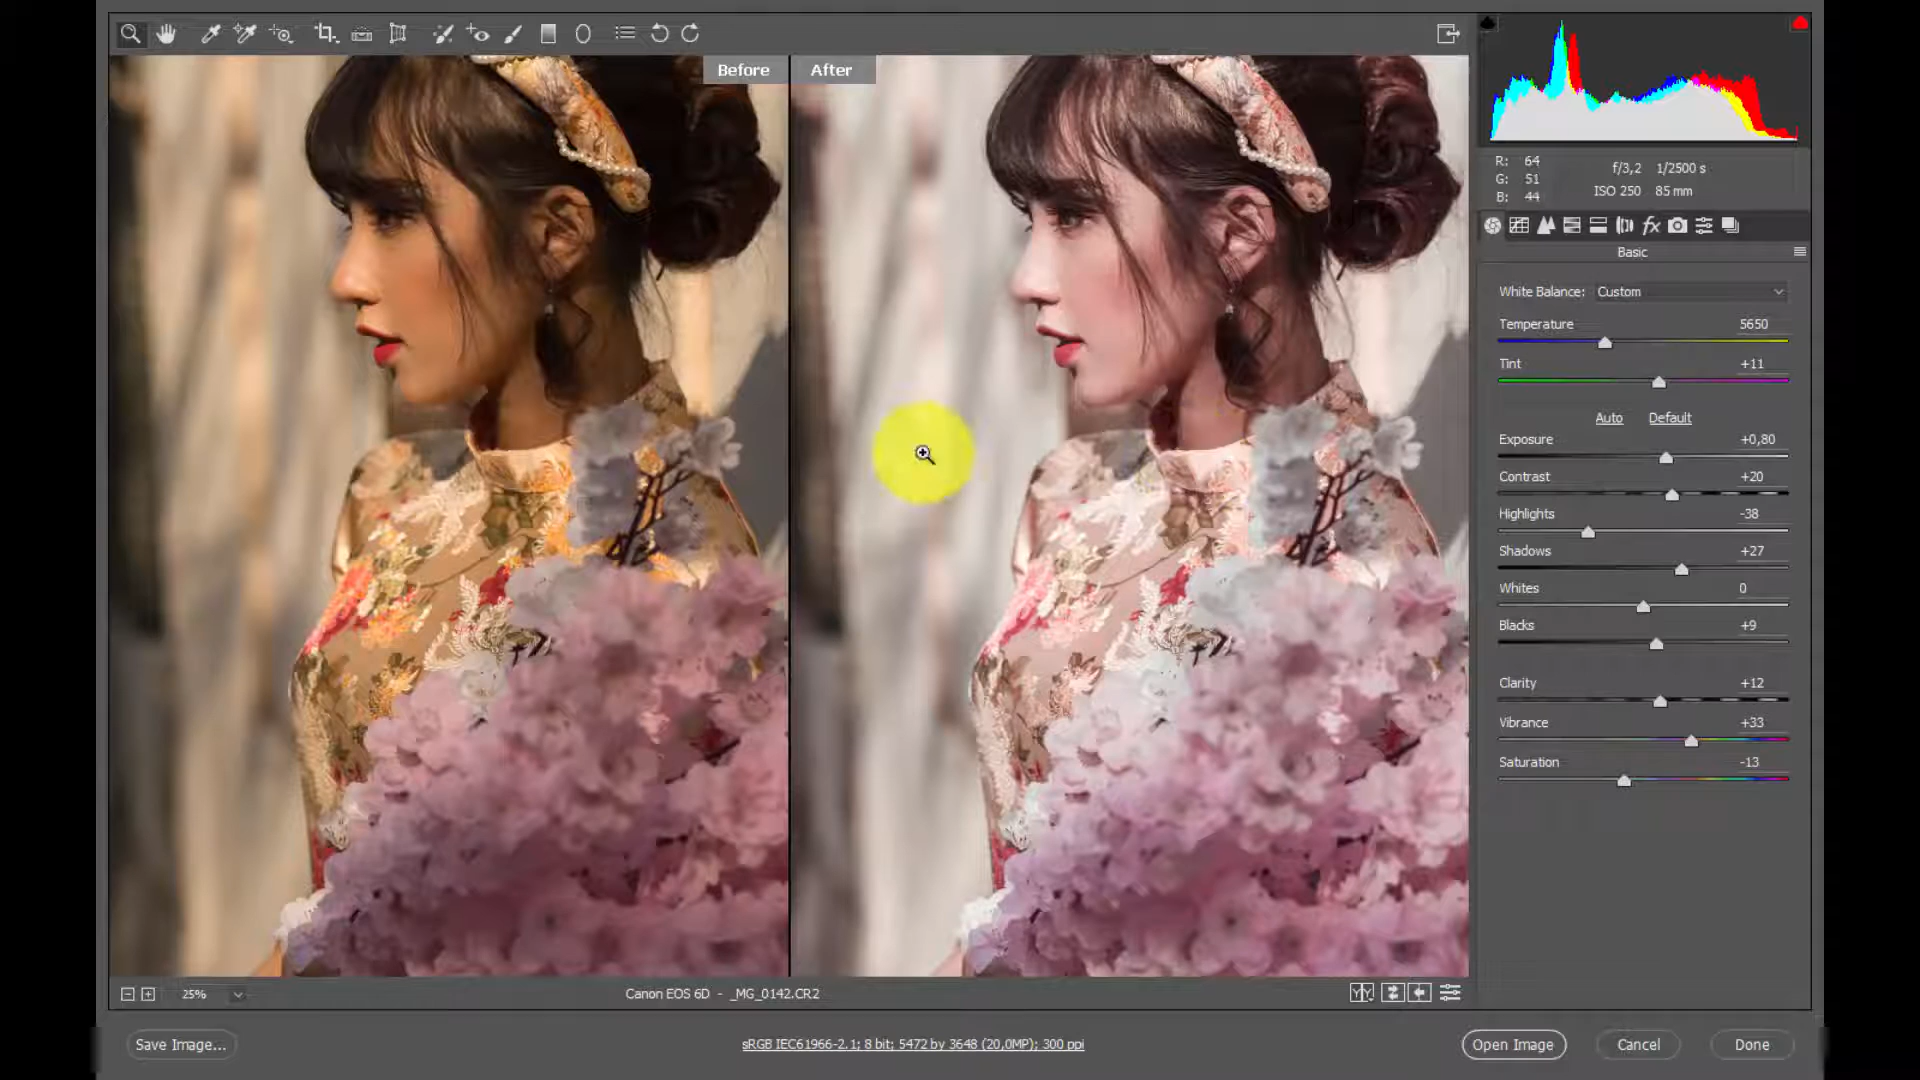 Before
After
R: 64
G: 51
B: 44
f/3,2 1/2500 s
ISO 250 85 mm
Basic
White Balance: Custom
Temperature 5650
Tint +11
Auto Default
Exposure +0,80
Contrast +20
Highlights -38
Shadows +27
Whites 0
Blacks +9
Clarity +12
Vibrance +33
Saturation -13
25%
Canon EOS 6D - _MG_0142.CR2
Save Image...
sRGB IEC61966-2.1; 8 bit; 5472 by 3648 (20,0MP); 300 ppi
Open Image
Cancel
Done